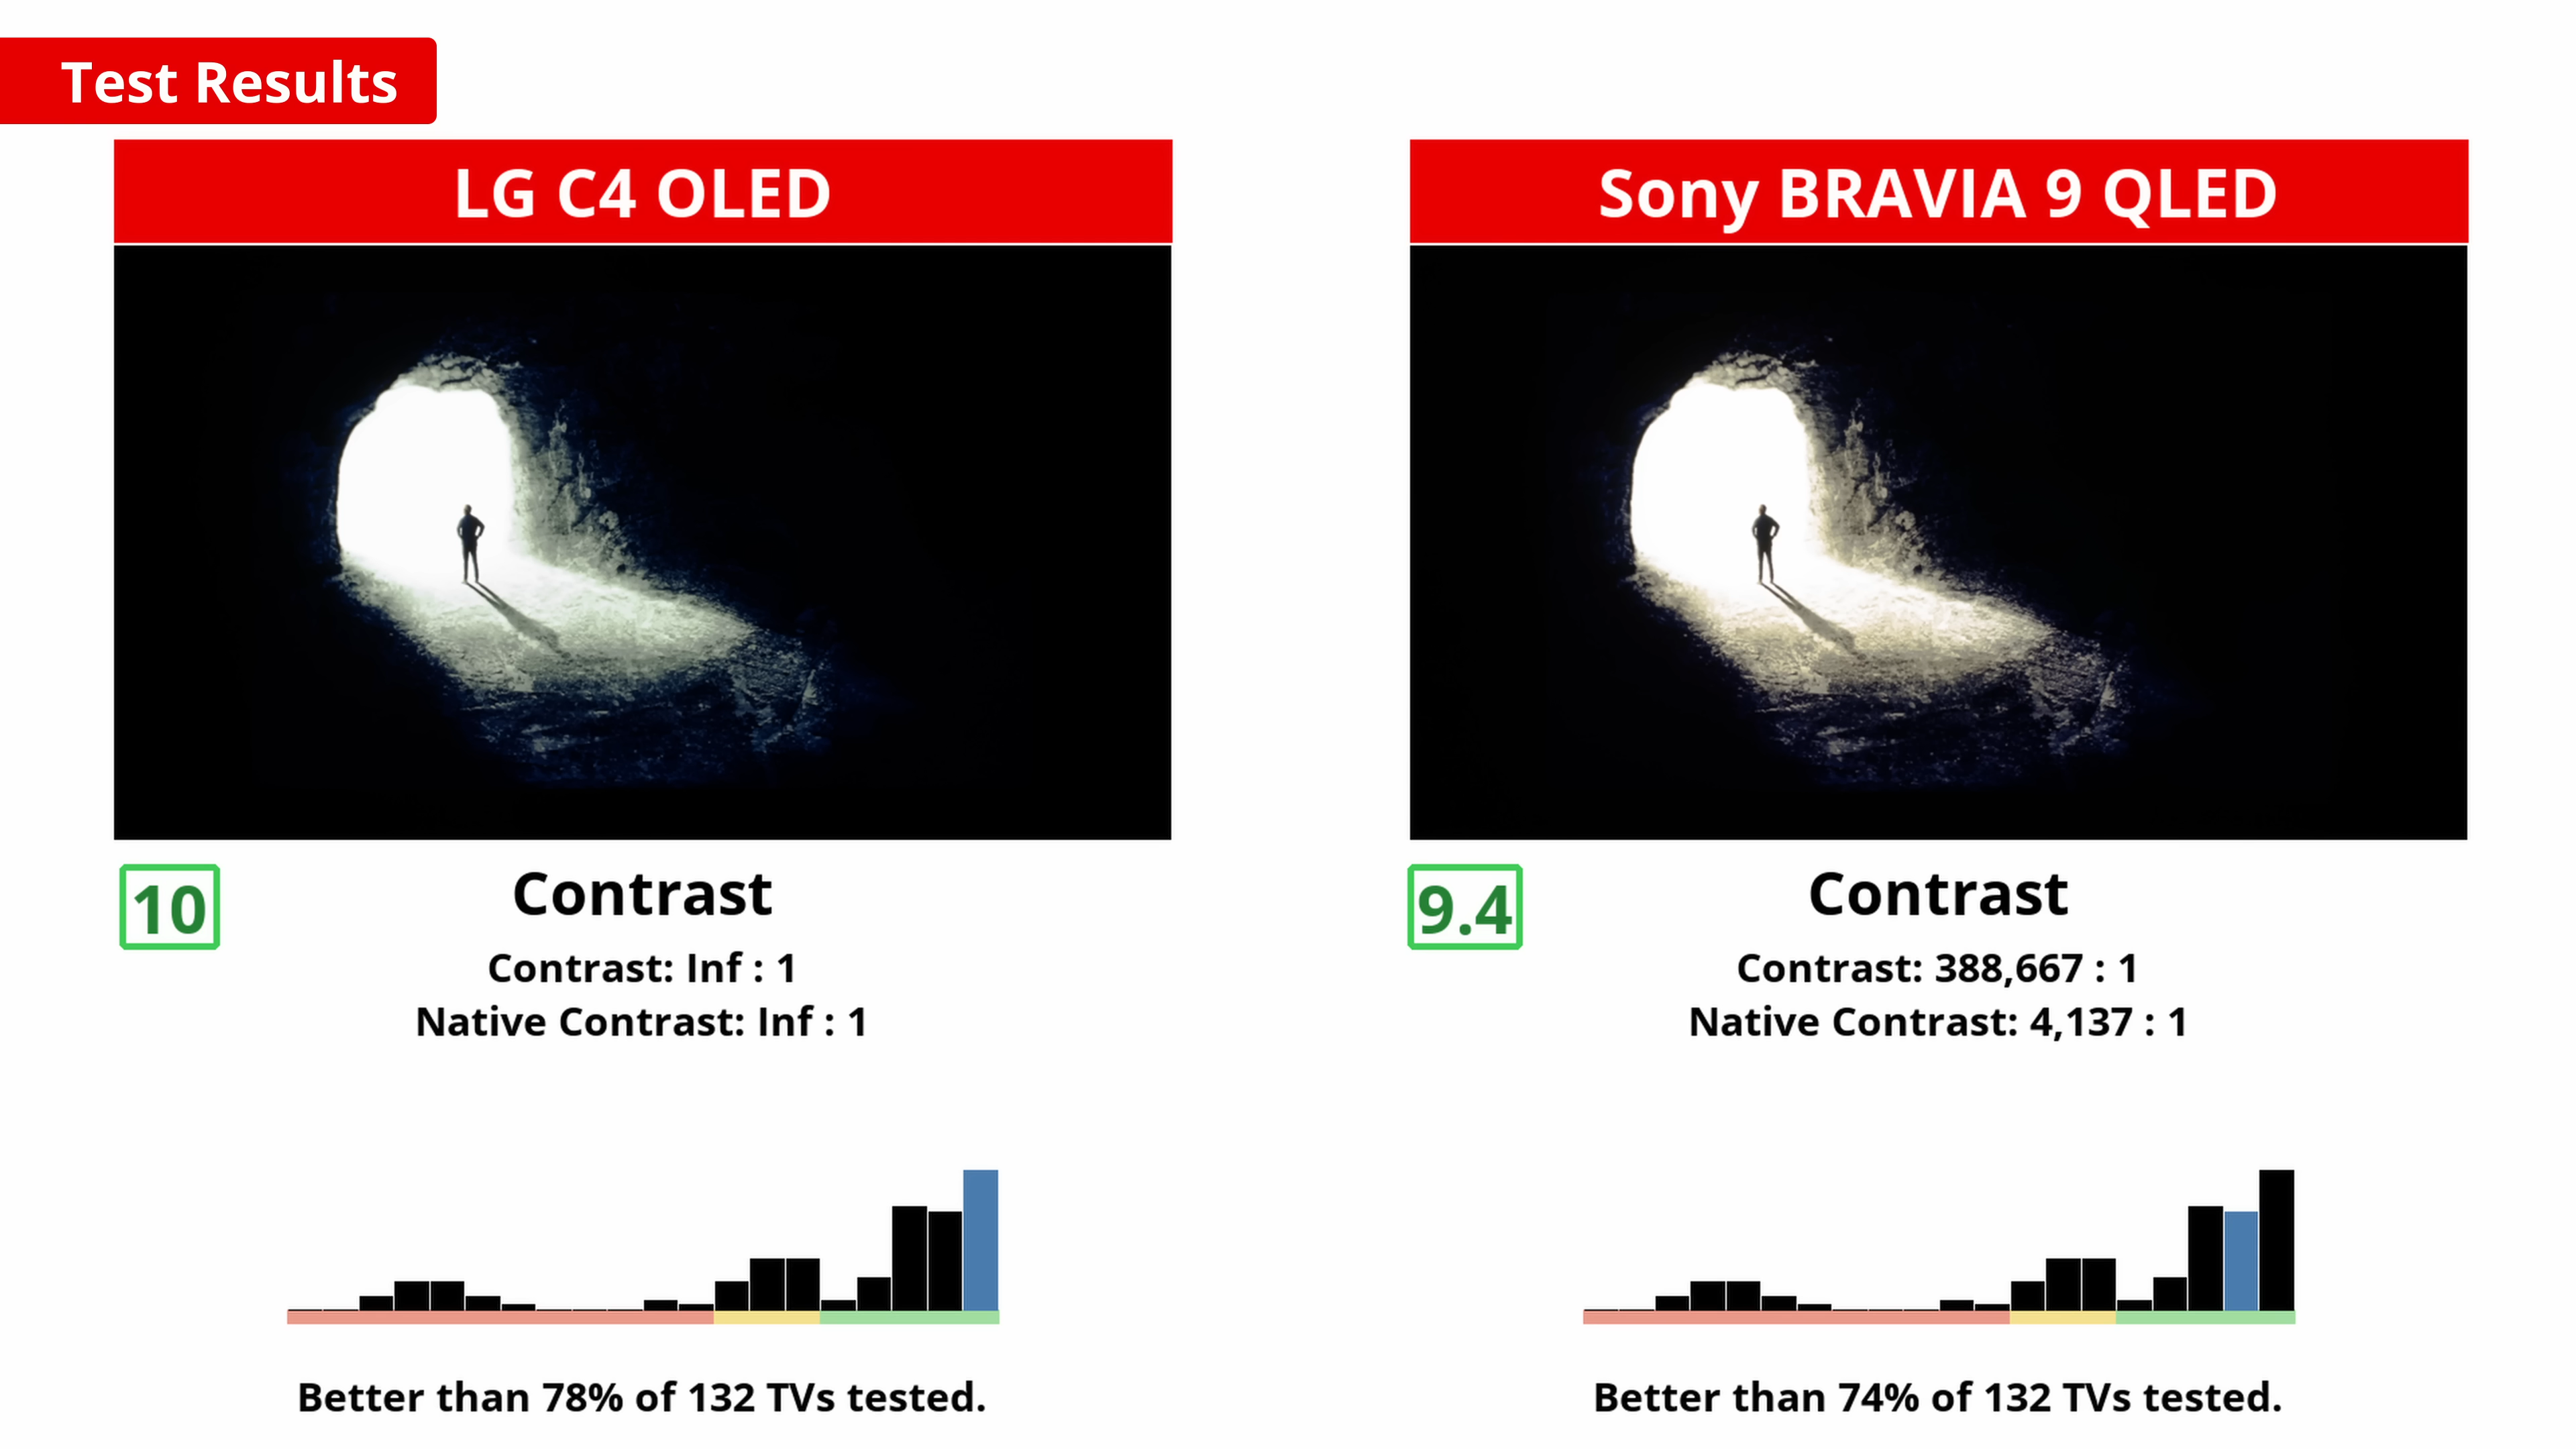 Test Results
LG C4 OLED
10
Contrast
Contrast: Inf : 1
Native Contrast: Inf : 1
Better than 78% of 132 TVs tested.
Sony BRAVIA 9 QLED
9.4
Contrast
Contrast: 388,667 : 1
Native Contrast: 4,137 : 1
Better than 74% of 132 TVs tested.